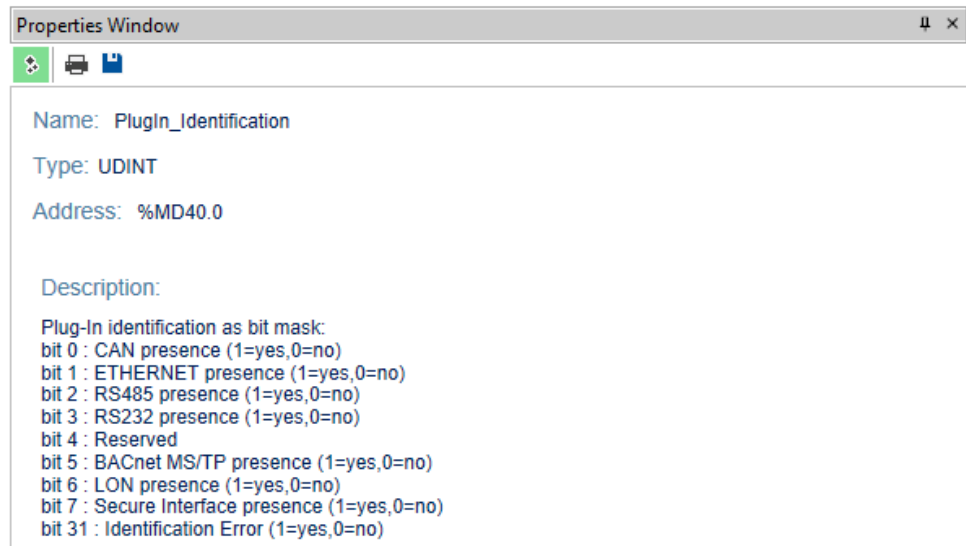 Properties Window
Name: PlugIn_Identification
Type: UDINT
Address: %MD40.0
Description:
Plug-In identification as bit mask:
bit 0 : CAN presence (1=yes,0=no)
bit 1 : ETHERNET presence (1=yes,0=no)
bit 2 : RS485 presence (1=yes,0=no)
bit 3 : RS232 presence (1=yes,0=no)
bit 4 : Reserved
bit 5 : BACnet MS/TP presence (1=yes,0=no)
bit 6 : LON presence (1=yes,0=no)
bit 7 : Secure Interface presence (1=yes,0=no)
bit 31 : Identification Error (1=yes,0=no)